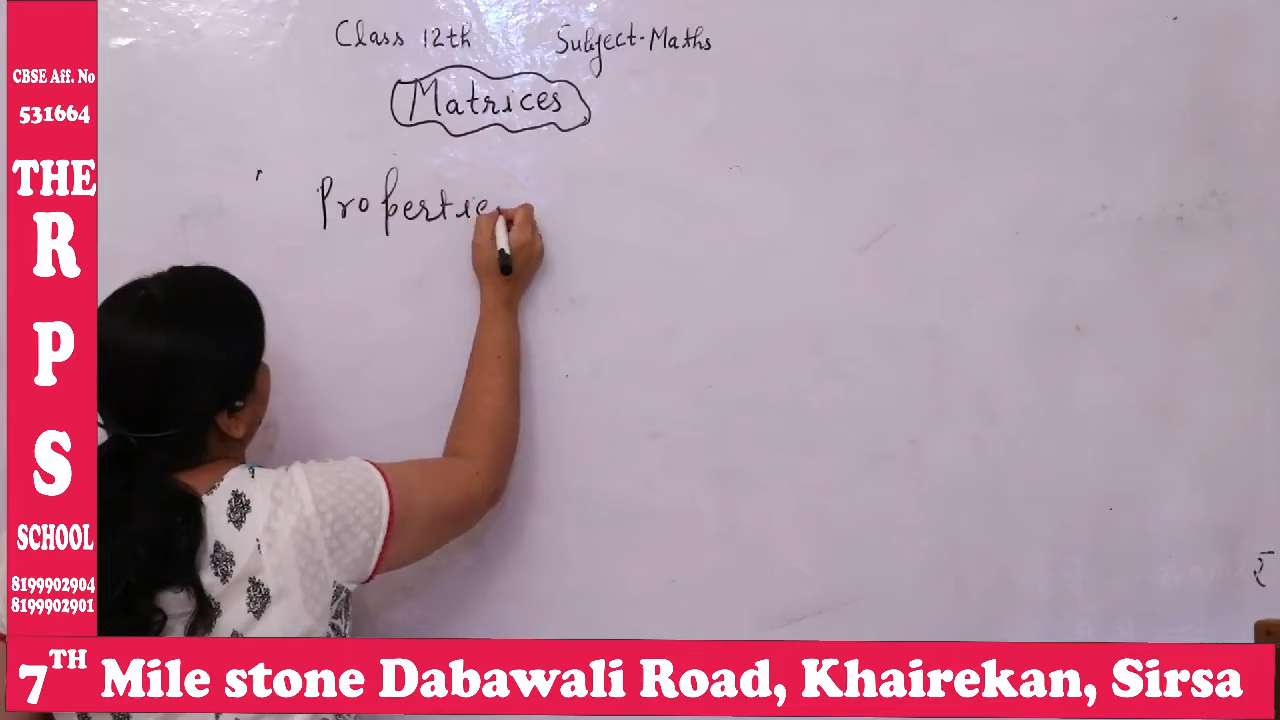 Class 12th Subject-Maths
Matrices
Propertie
CBSE Aff. No
531664
THE
R
P
S
SCHOOL
8199902904
8199902901
7TH Mile stone Dabawali Road, Khairekan, Sirsa